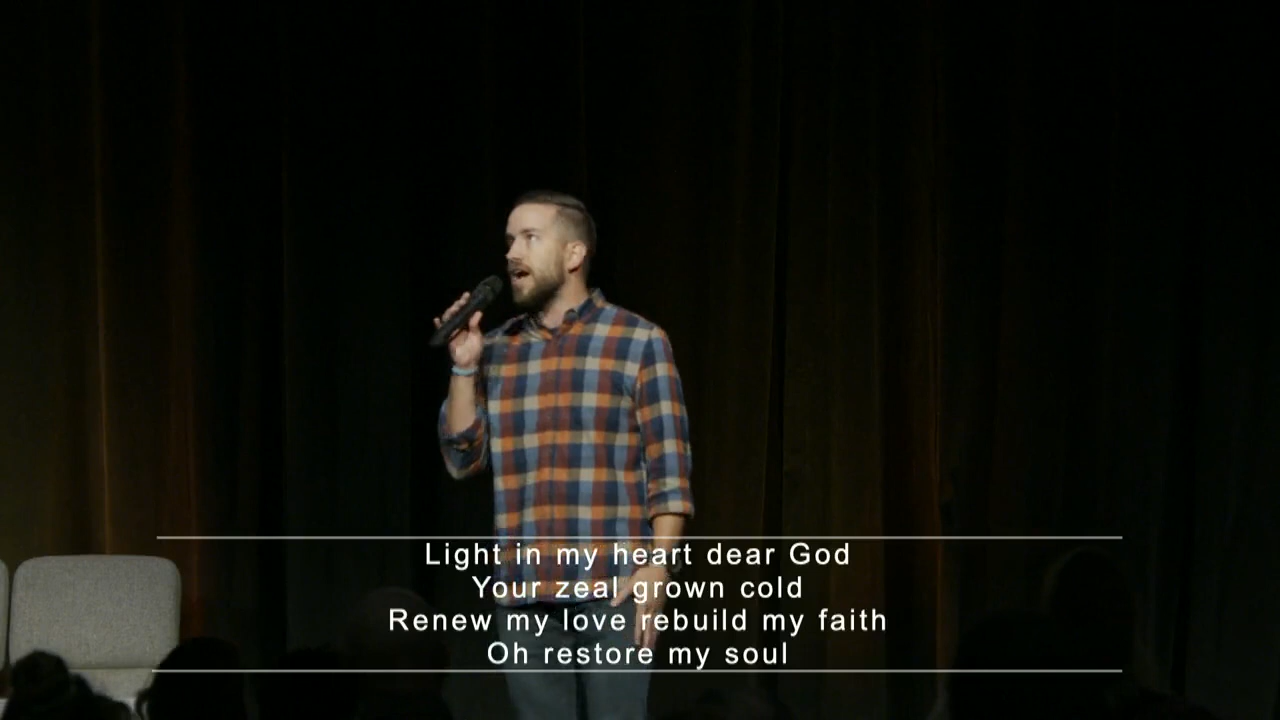 Light in my heart dear God
Your zeal grown cold
Renew my love rebuild my faith
Oh restore my soul